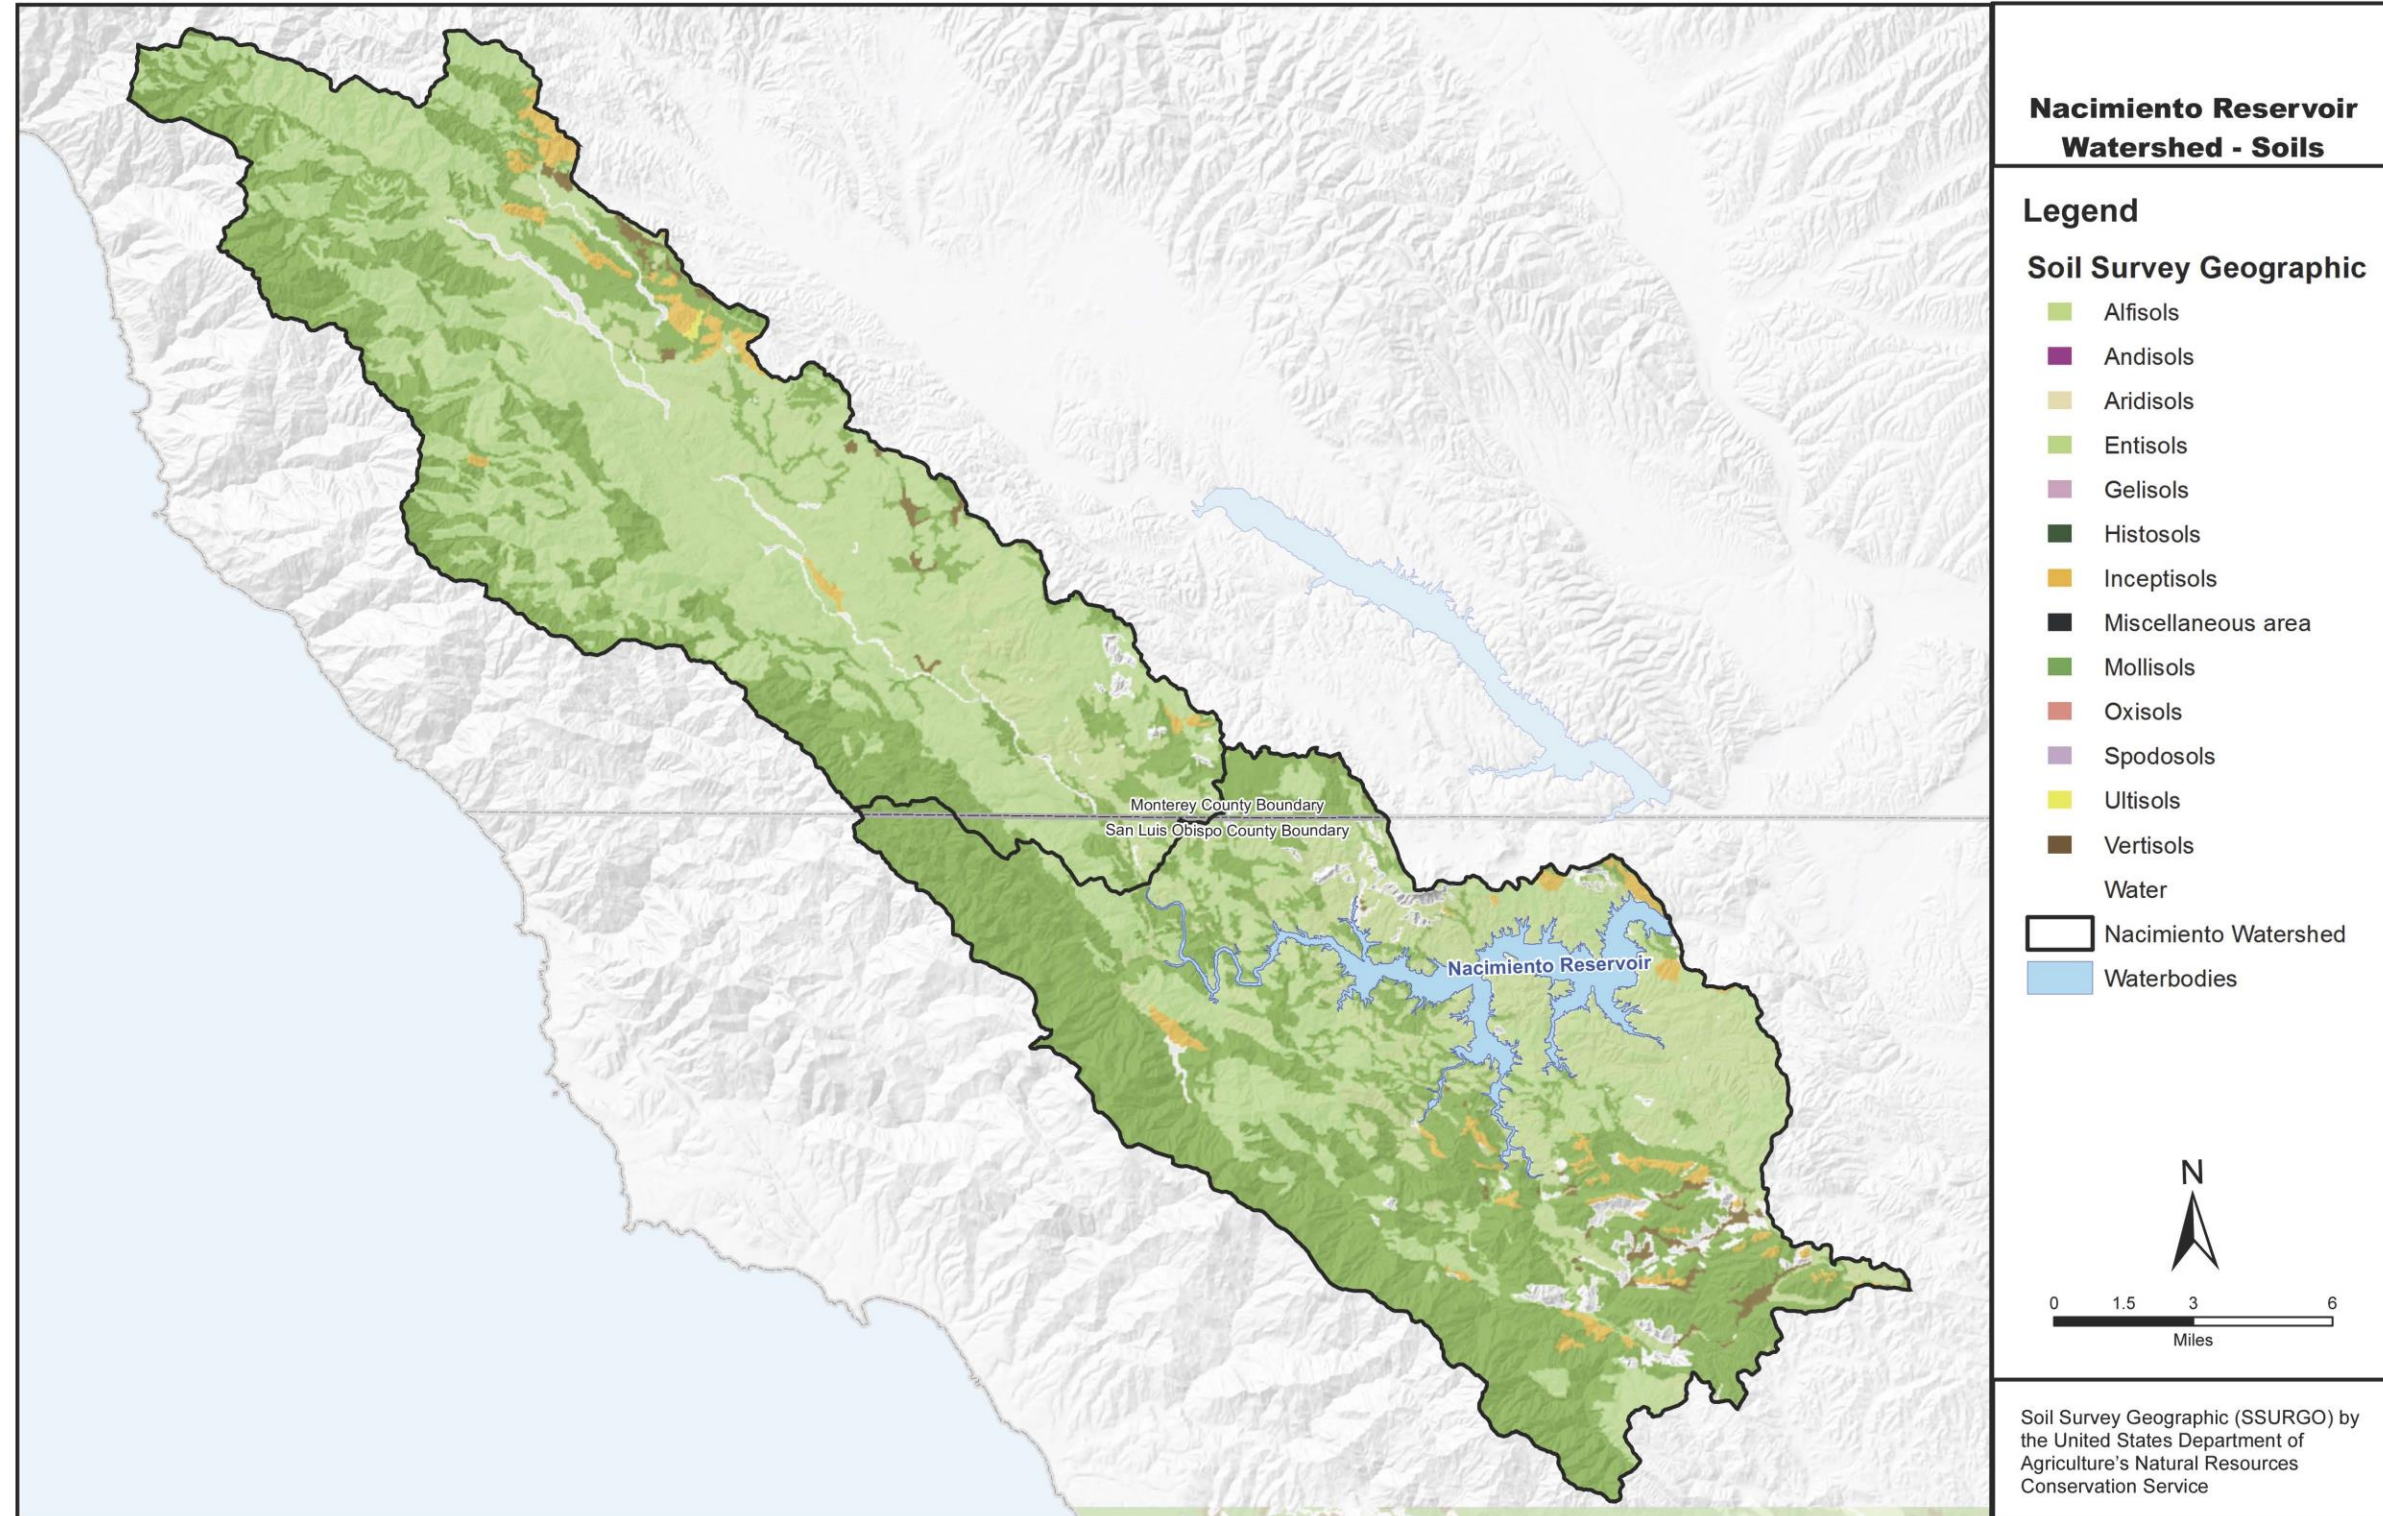 Nacimiento Reservoir
Watershed - Soils
Legend
Soil Survey Geographic
Alfisols
Andisols
Aridisols
Entisols
Gelisols
Histosols
Inceptisols
Miscellaneous area
Mollisols
Oxisols
Spodosols
Ultisols
Vertisols
Water
Nacimiento Watershed
Waterbodies
Monterey County Boundary
San Luis Obispo County Boundary
Nacimiento Reservoir
N
0 1.5 3 6
Miles
Soil Survey Geographic (SSURGO) by
the United States Department of
Agriculture’s Natural Resources
Conservation Service